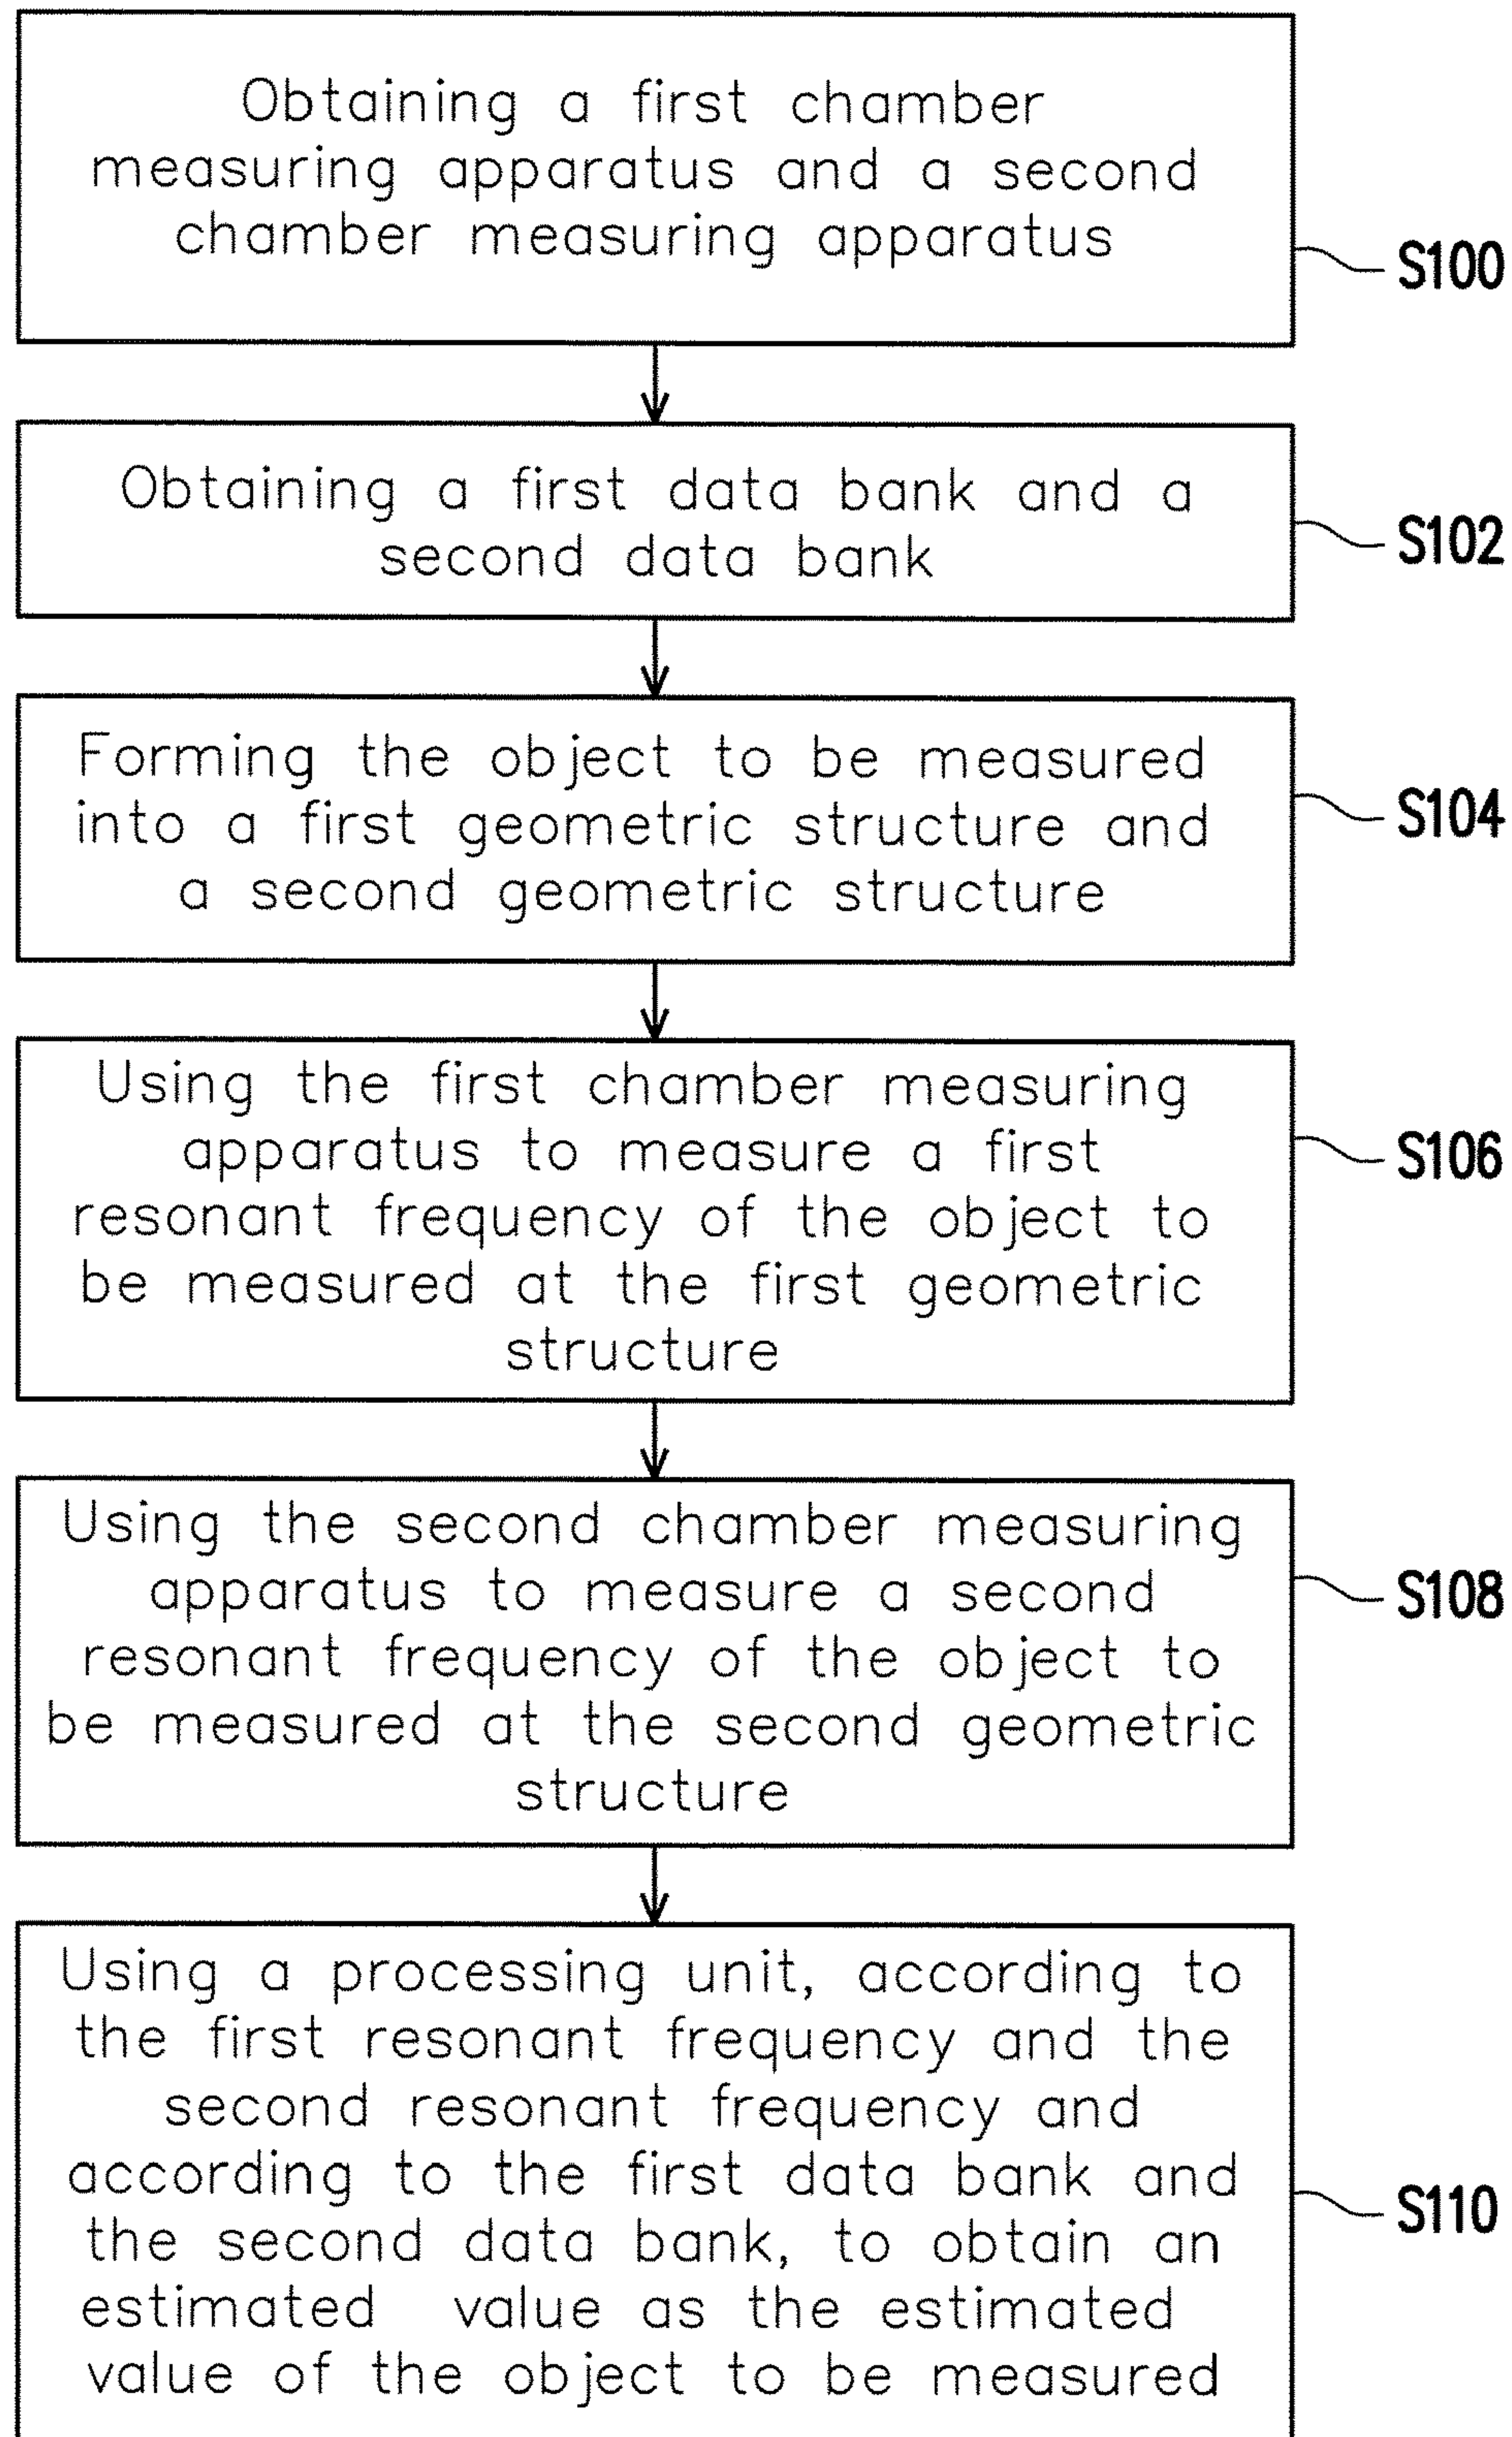 Obtaining a first chamber
measuring apparatus and a second
chamber measuring apparatus
S100
Obtaining a first data bank and a
second data bank
S102
Forming the object to be measured
into a first geometric structure and
a second geometric structure
S104
Using the first chamber measuring
apparatus to measure a first
resonant frequency of the object to
be measured at the first geometric
structure
S106
Using the second chamber measuring
apparatus to measure a second
resonant frequency of the object to
be measured at the second geometric
structure
S108
Using a processing unit, according to
the first resonant frequency and the
second resonant frequency and
according to the first data bank and
the second data bank, to obtain an
estimated value as the estimated
value of the object to be measured
S110